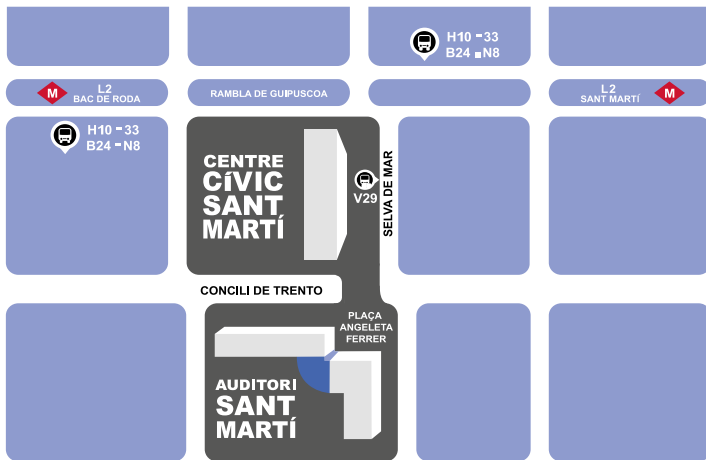 H10 - 33
B24 - N8
M
L2
BAC DE RODA
RAMBLA DE GUIPUSCOA
L2
SANT MARTÍ
M
H10 - 33
B24 - N8
CENTRE
CÍVIC
SANT
MARTÍ
V29
SELVA DE MAR
CONCILI DE TRENTO
PLAÇA
ANGELETA
FERRER
AUDITORI
SANT
MARTÍ